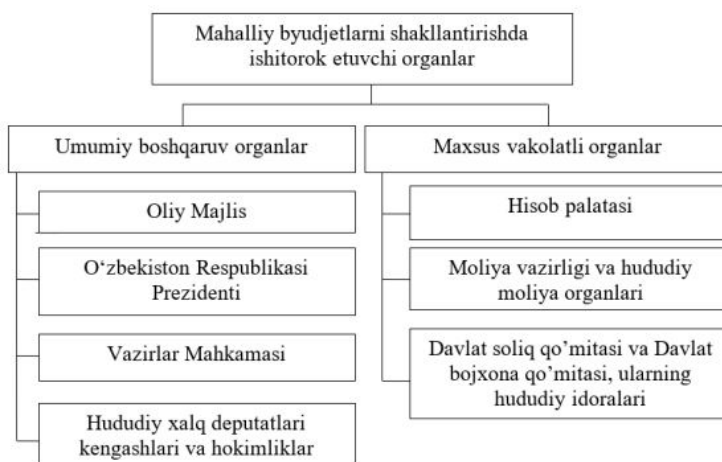 Mahalliy byudjetlarni shakllantirishda
ishitorok etuvchi organlar
Umumiy boshqaruv organlar
Oliy Majlis
O‘zbekiston Respublikasi
Prezidenti
Vazirlar Mahkamasi
Hududiy xalq deputatlari
kengashlari va hokimliklar
Maxsus vakolatli organlar
Hisob palatasi
Moliya vazirligi va hududiy
moliya organlari
Davlat soliq qo’mitasi va Davlat
bojxona qo’mitasi, ularning
hududiy idoralari